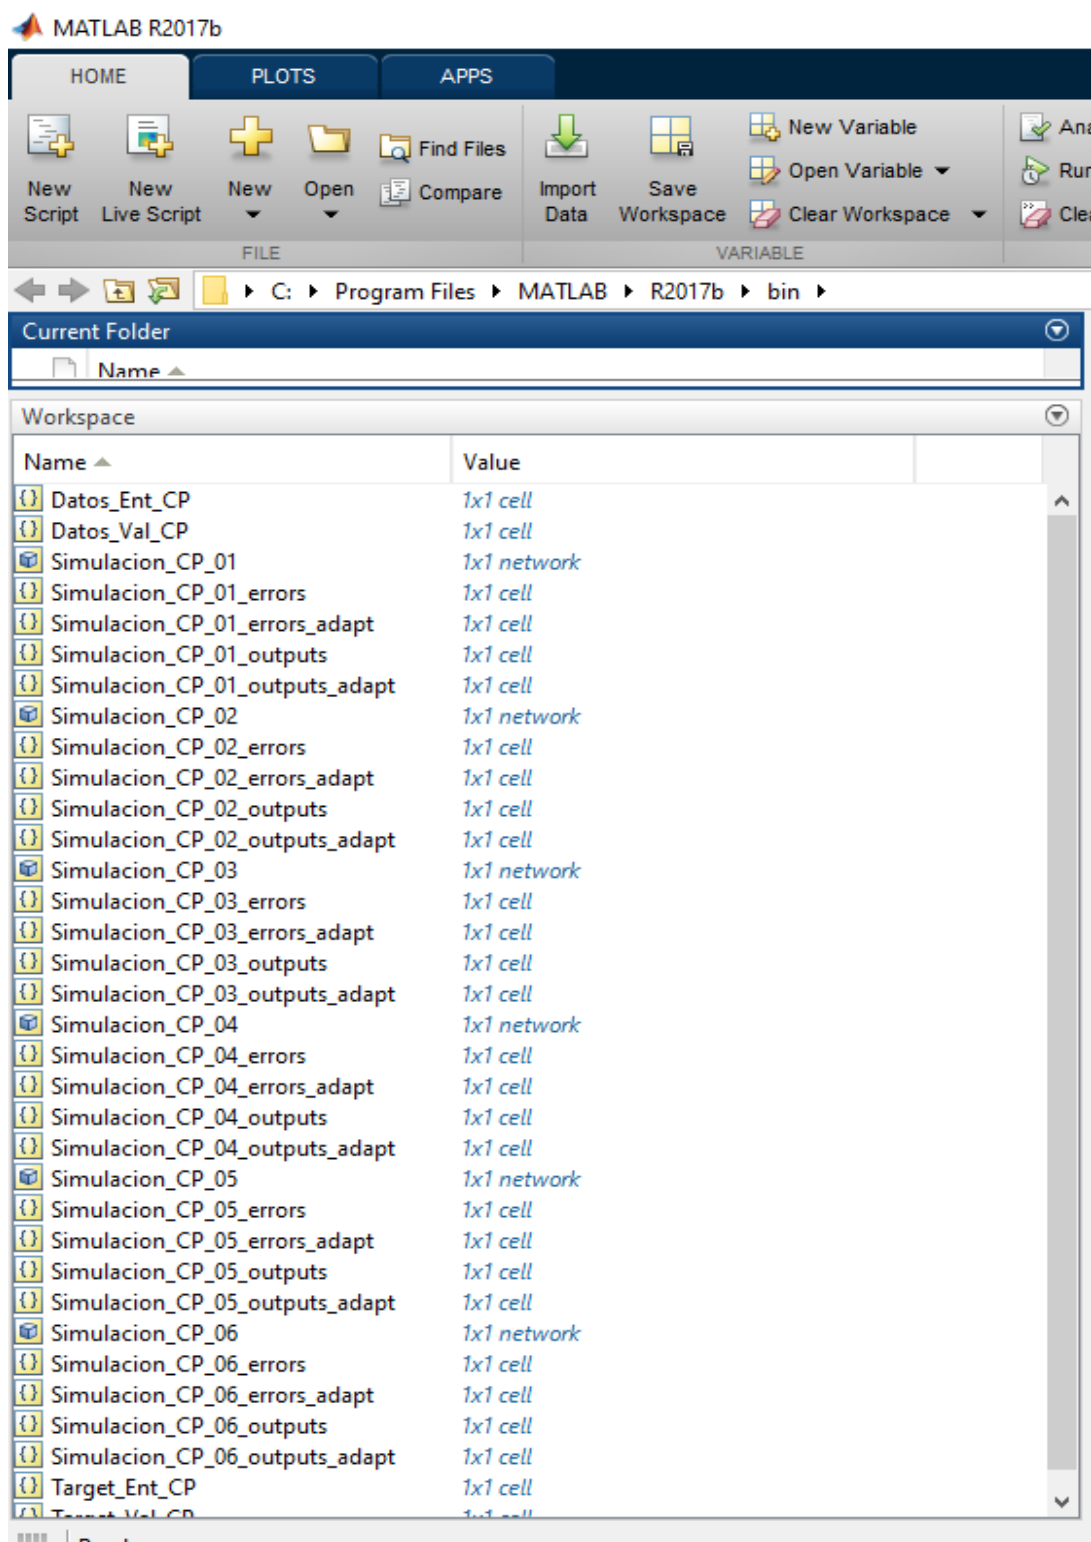 MATLAB R2017b
HOME PLOTS APPS
New Script
New Live Script
New
Open
Find Files
Compare
Import Data
Save Workspace
New Variable
Open Variable
Clear Workspace
FILE VARIABLE
C: Program Files MATLAB R2017b bin
Current Folder
Name
Workspace
Name Value
Datos_Ent_CP 1x1 cell
Datos_Val_CP 1x1 cell
Simulacion_CP_01 1x1 network
Simulacion_CP_01_errors 1x1 cell
Simulacion_CP_01_errors_adapt 1x1 cell
Simulacion_CP_01_outputs 1x1 cell
Simulacion_CP_01_outputs_adapt 1x1 cell
Simulacion_CP_02 1x1 network
Simulacion_CP_02_errors 1x1 cell
Simulacion_CP_02_errors_adapt 1x1 cell
Simulacion_CP_02_outputs 1x1 cell
Simulacion_CP_02_outputs_adapt 1x1 cell
Simulacion_CP_03 1x1 network
Simulacion_CP_03_errors 1x1 cell
Simulacion_CP_03_errors_adapt 1x1 cell
Simulacion_CP_03_outputs 1x1 cell
Simulacion_CP_03_outputs_adapt 1x1 cell
Simulacion_CP_04 1x1 network
Simulacion_CP_04_errors 1x1 cell
Simulacion_CP_04_errors_adapt 1x1 cell
Simulacion_CP_04_outputs 1x1 cell
Simulacion_CP_04_outputs_adapt 1x1 cell
Simulacion_CP_05 1x1 network
Simulacion_CP_05_errors 1x1 cell
Simulacion_CP_05_errors_adapt 1x1 cell
Simulacion_CP_05_outputs 1x1 cell
Simulacion_CP_05_outputs_adapt 1x1 cell
Simulacion_CP_06 1x1 network
Simulacion_CP_06_errors 1x1 cell
Simulacion_CP_06_errors_adapt 1x1 cell
Simulacion_CP_06_outputs 1x1 cell
Simulacion_CP_06_outputs_adapt 1x1 cell
Target_Ent_CP 1x1 cell
Target_Val_CP 1x1 cell